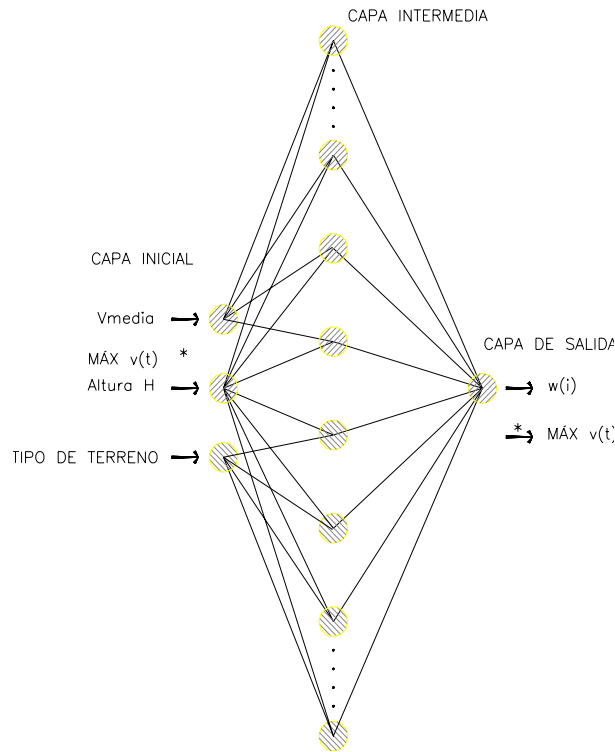 CAPA INTERMEDIA
CAPA INICIAL
Vmedia
MÁX v(t) *
Altura H
TIPO DE TERRENO
CAPA DE SALIDA
w(i)
* MÁX v(t)